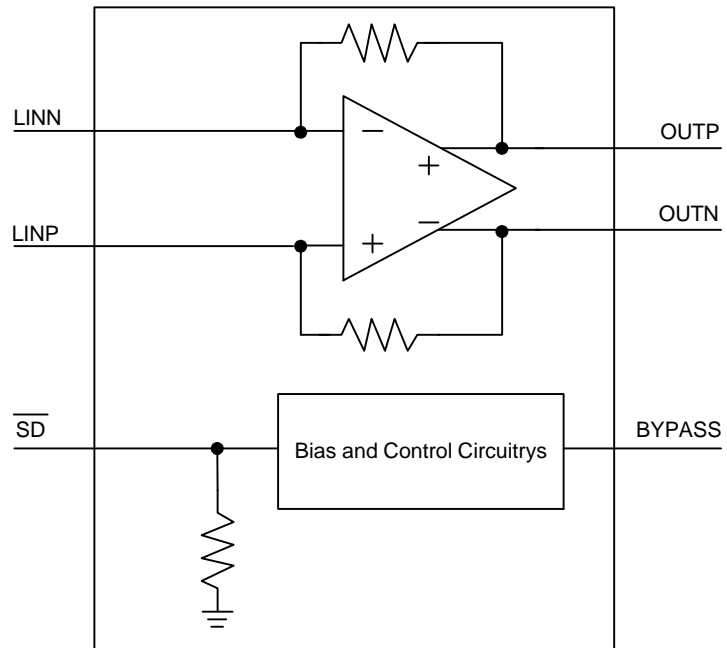 LINN
OUTP
OUTN
LINP
− 
+
−
+
SD
Bias and Control Circuitrys
BYPASS